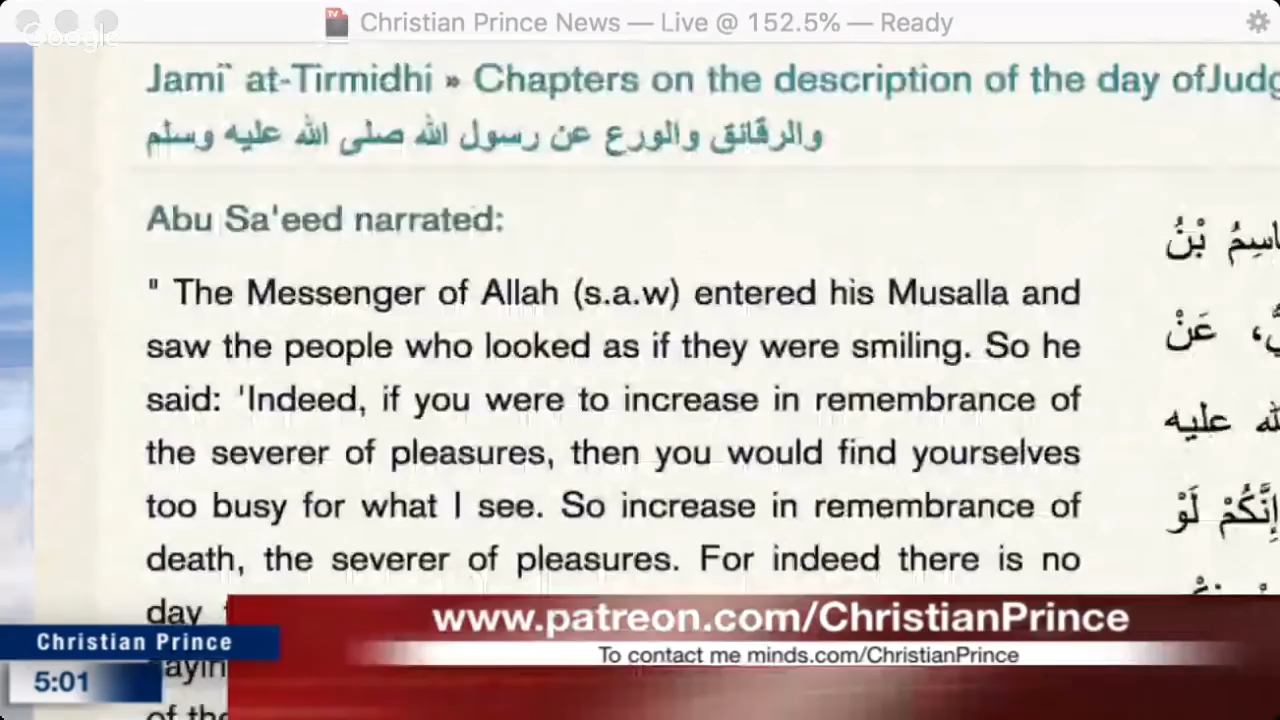 Christian Prince News — Live @ 152.5% — Ready
Google
Jami` at-Tirmidhi » Chapters on the description of the day ofJudg
والرقائق والورع عن رسول الله صلى الله عليه وسلم
Abu Sa'eed narrated:
" The Messenger of Allah (s.a.w) entered his Musalla and
saw the people who looked as if they were smiling. So he
said: 'Indeed, if you were to increase in remembrance of
the severer of pleasures, then you would find yourselves
too busy for what I see. So increase in remembrance of
death, the severer of pleasures. For indeed there is no
day
of the
اسِمُ بْنُ
عَنْ
الله عليه
إِنَّكُمْ لَوْ
www.patreon.com/ChristianPrince
To contact me minds.com/ChristianPrince
Christian Prince
5:01